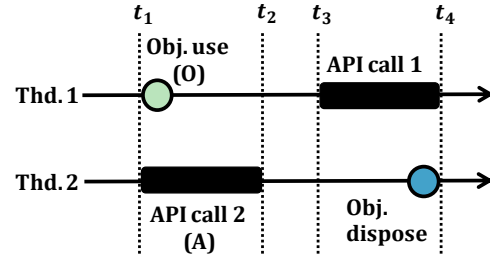 t1 t2 t3 t4
Obj. use
(O)
API call 1
Thd. 1
Thd. 2
API call 2
(A)
Obj.
dispose